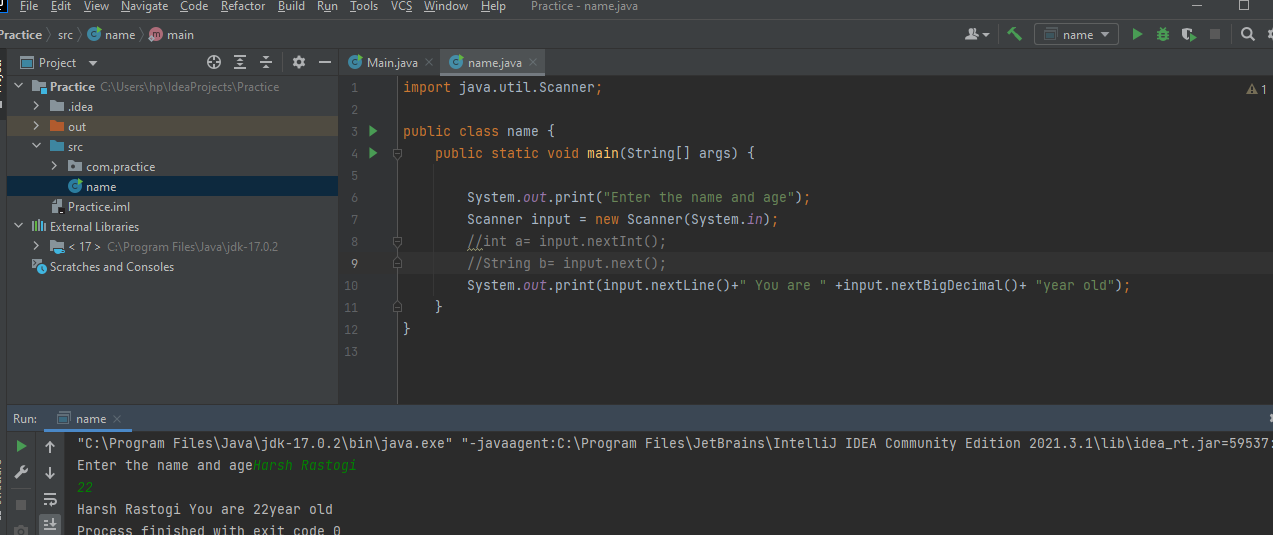 File Edit View Navigate Code Refactor Build Run Tools VCS Window Help Practice - name.java
Practice src name main name
Project
Practice C:\Users\hp\IdeaProjects\Practice
.idea
out
src
com.practice
name
Practice.iml
External Libraries
< 17 > C:\Program Files\Java\jdk-17.0.2
Scratches and Consoles
Main.java name.java
1 import java.util.Scanner; 1
2
3 public class name {
4 public static void main(String[] args) {
5
6 System.out.print("Enter the name and age");
7 Scanner input = new Scanner(System.in);
8 //int a= input.nextInt();
9 //String b= input.next();
10 System.out.print(input.nextLine()+" You are " +input.nextBigDecimal()+ "year old");
11 }
12 }
13
Run: name
"C:\Program Files\Java\jdk-17.0.2\bin\java.exe" "-javaagent:C:\Program Files\JetBrains\IntelliJ IDEA Community Edition 2021.3.1\lib\idea_rt.jar=59537:
Enter the name and ageHarsh Rastogi
22
Harsh Rastogi You are 22year old
Process finished with exit code 0